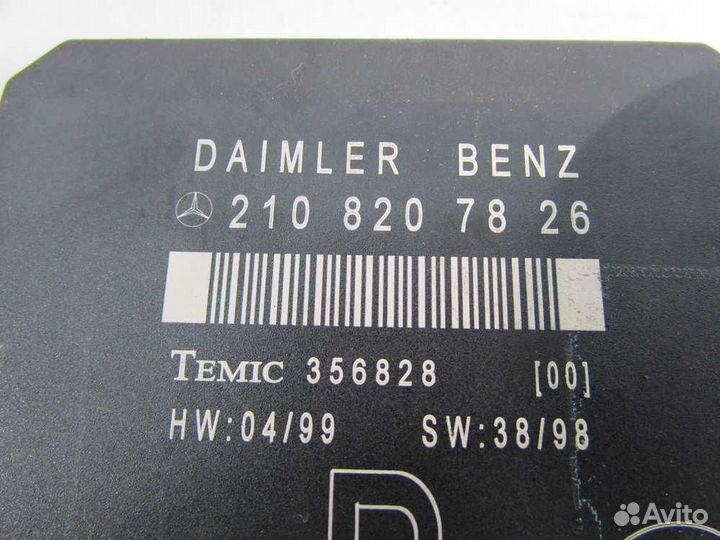 DAIMLER BENZ
210 820 78 26
TEMIC 356828 [00]
HW:04/99 SW:38/98
D
Avito